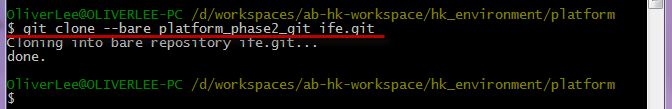 OliverLee@OLIVERLEE-PC /d/workspaces/ab-hk-workspace/hk_environment/platform
$ git clone --bare platform_phase2_git ife.git
Cloning into bare repository ife.git...
done.
OliverLee@OLIVERLEE-PC /d/workspaces/ab-hk-workspace/hk_environment/platform
$